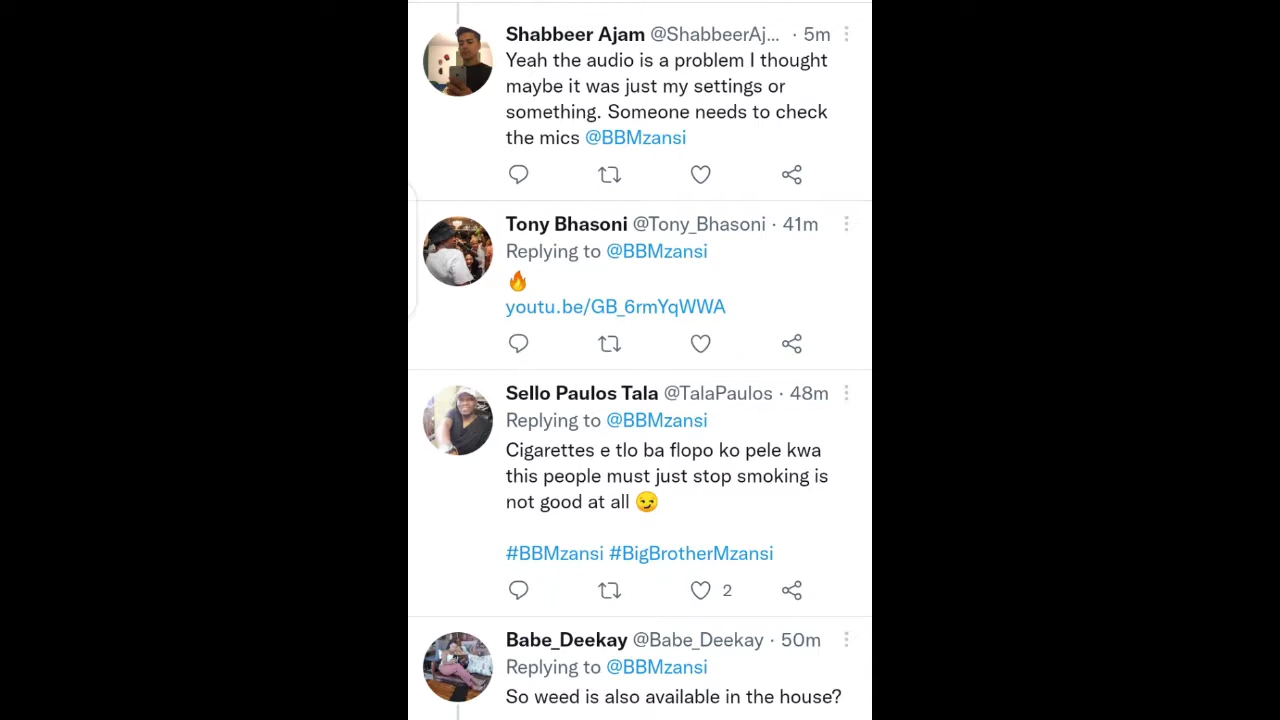 Shabbeer Ajam @ShabbeerAj... · 5m
Yeah the audio is a problem I thought
maybe it was just my settings or
something. Someone needs to check
the mics @BBMzansi
Tony Bhasoni @Tony_Bhasoni · 41m
Replying to @BBMzansi
🔥
youtu.be/GB_6rmYqWWA
Sello Paulos Tala @TalaPaulos · 48m
Replying to @BBMzansi
Cigarettes e tlo ba flopo ko pele kwa
this people must just stop smoking is
not good at all 😏
#BBMzansi #BigBrotherMzansi
2
Babe_Deekay @Babe_Deekay · 50m
Replying to @BBMzansi
So weed is also available in the house?